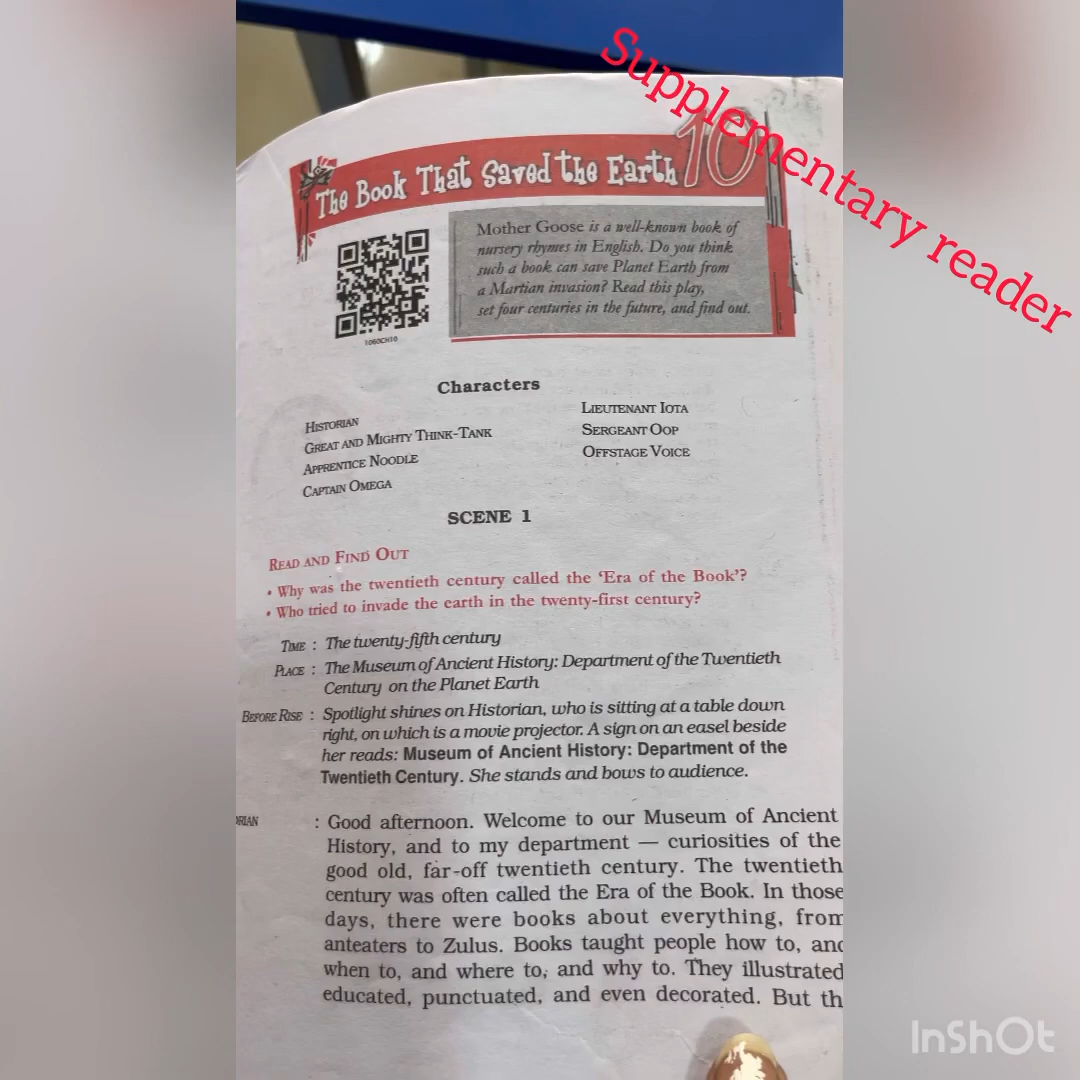 Supplementary reader
The Book That Saved the Earth 10
Mother Goose is a well-known book of
nursery rhymes in English. Do you think
such a book can save Planet Earth from
a Martian invasion? Read this play,
set four centuries in the future, and find out.
1060CH10
Characters
HISTORIAN
GREAT AND MIGHTY THINK-TANK
APPRENTICE NOODLE
CAPTAIN OMEGA
LIEUTENANT IOTA
SERGEANT OOP
OFFSTAGE VOICE
SCENE 1
READ AND FIND OUT
• Why was the twentieth century called the ‘Era of the Book’?
• Who tried to invade the earth in the twenty-first century?
TIME : The twenty-fifth century
PLACE : The Museum of Ancient History: Department of the Twentieth
Century on the Planet Earth
BEFORE RISE : Spotlight shines on Historian, who is sitting at a table down
right, on which is a movie projector. A sign on an easel beside
her reads: Museum of Ancient History: Department of the
Twentieth Century. She stands and bows to audience.
ORIAN : Good afternoon. Welcome to our Museum of Ancient
History, and to my department — curiosities of the
good old, far-off twentieth century. The twentieth
century was often called the Era of the Book. In those
days, there were books about everything, from
anteaters to Zulus. Books taught people how to, and
when to, and where to, and why to. They illustrated
educated, punctuated, and even decorated. But th
InShOt